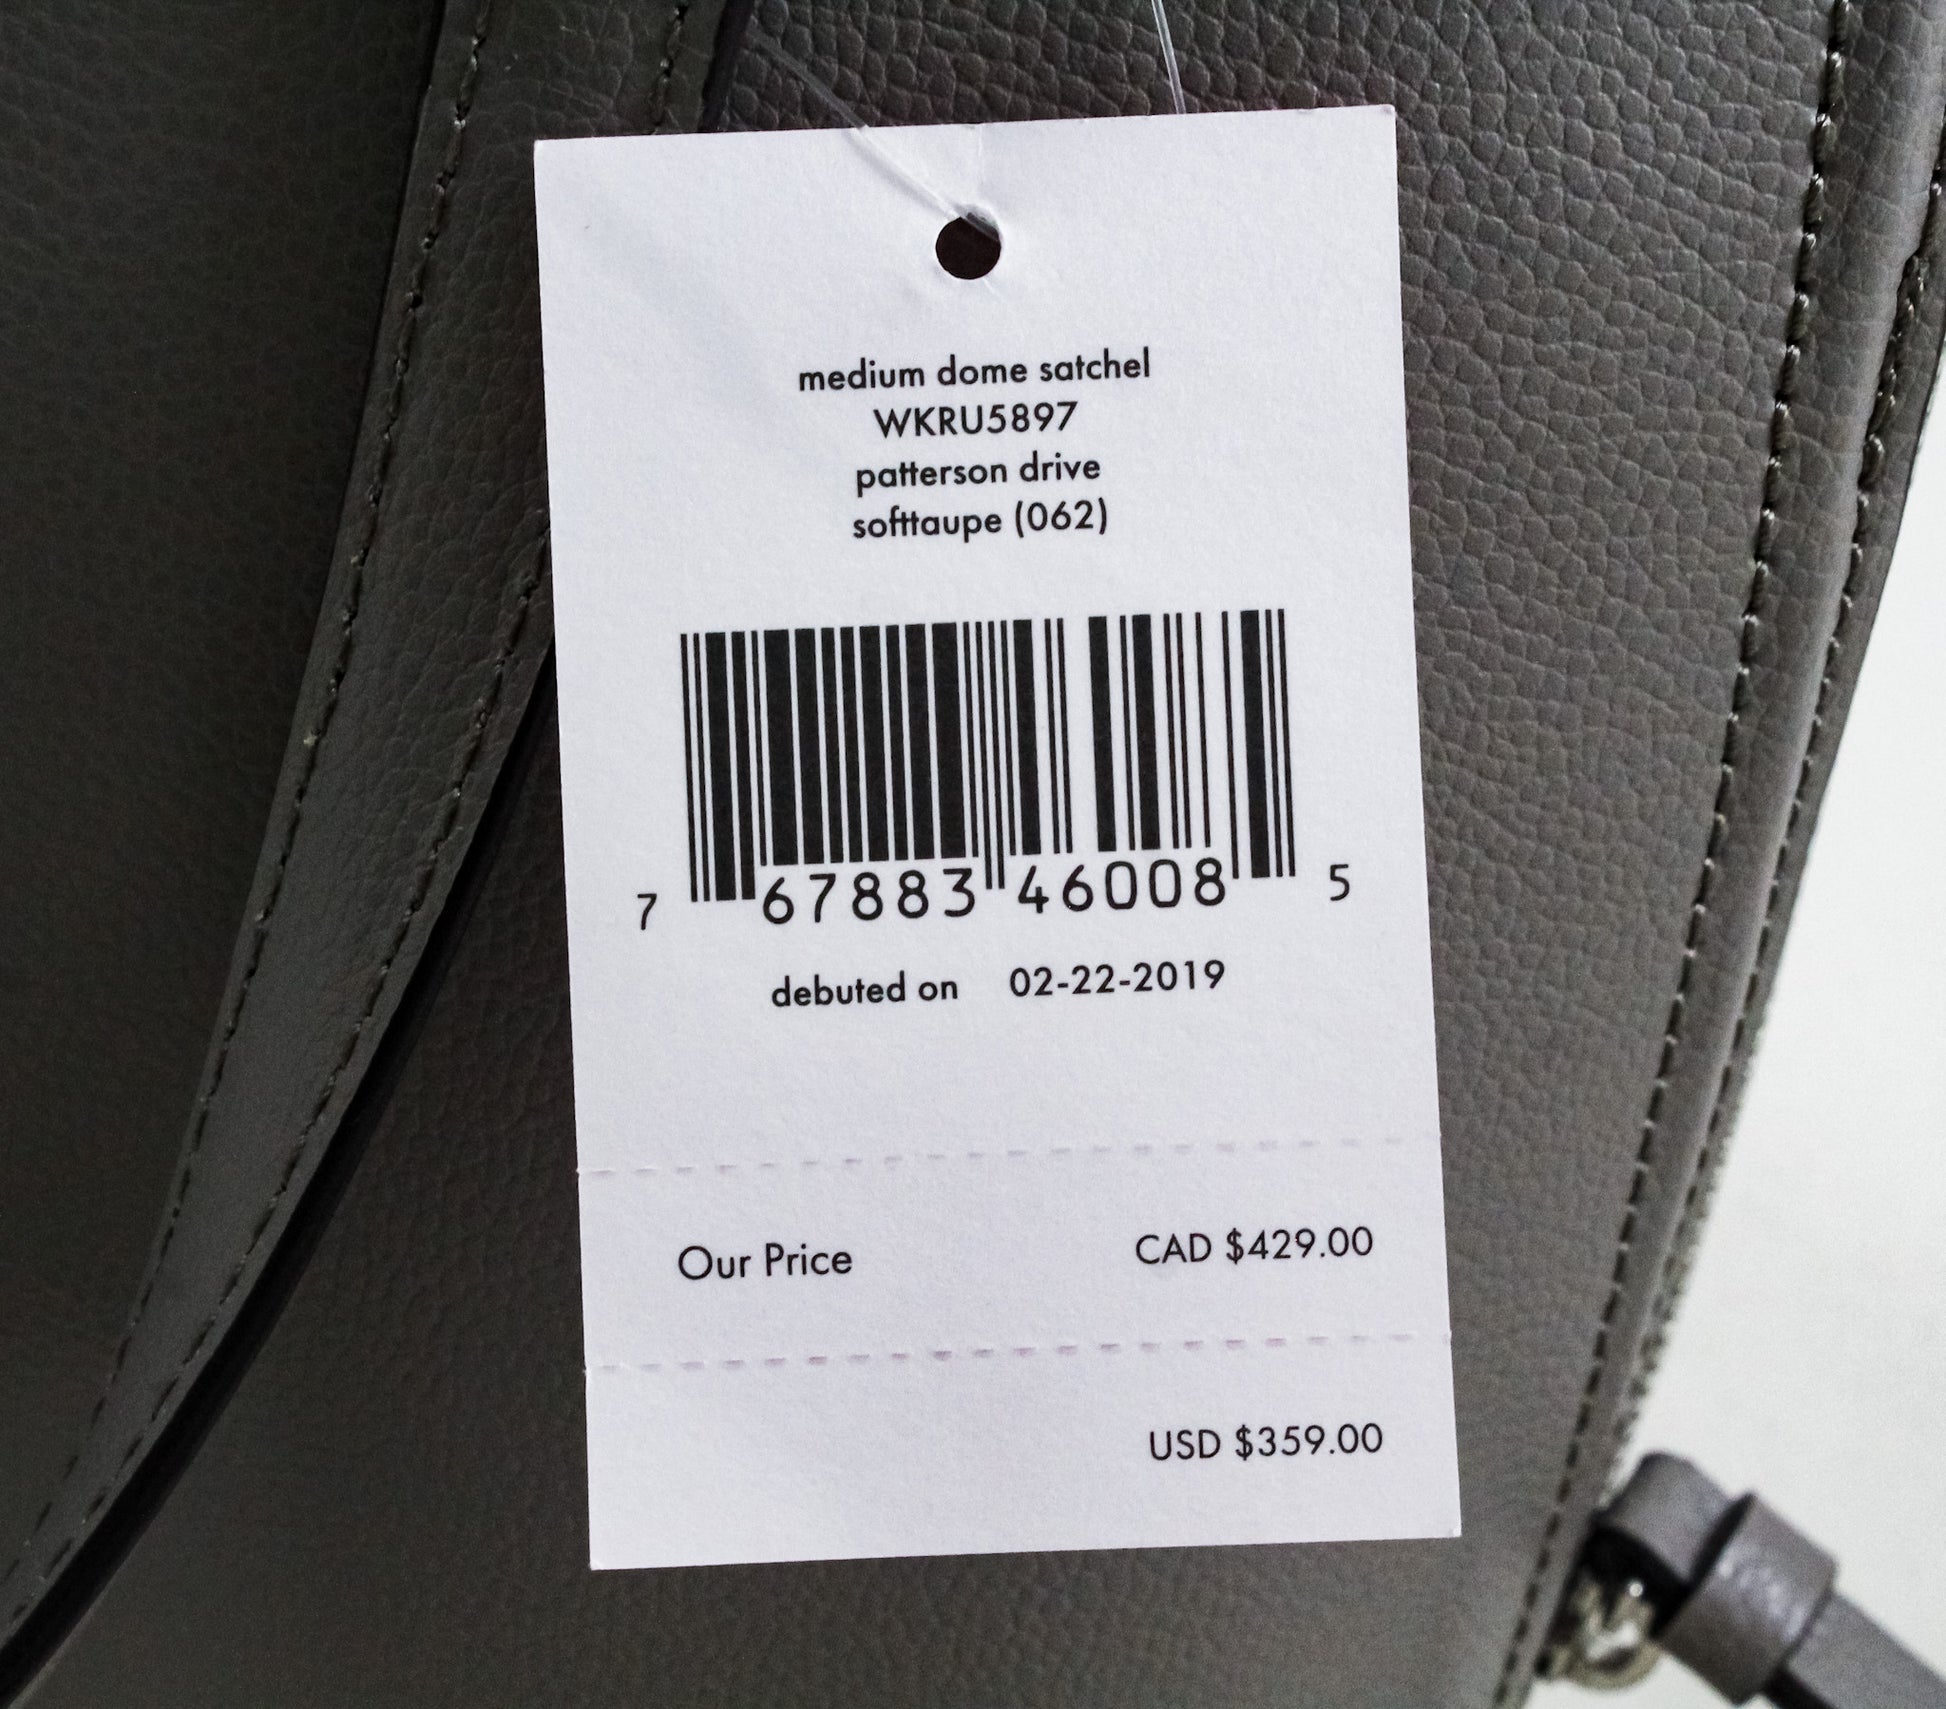 medium dome satchel
WKRU5897
patterson drive
softtaupe (062)
7 67883 46008 5
debuted on 02-22-2019
Our Price CAD $429.00
USD $359.00